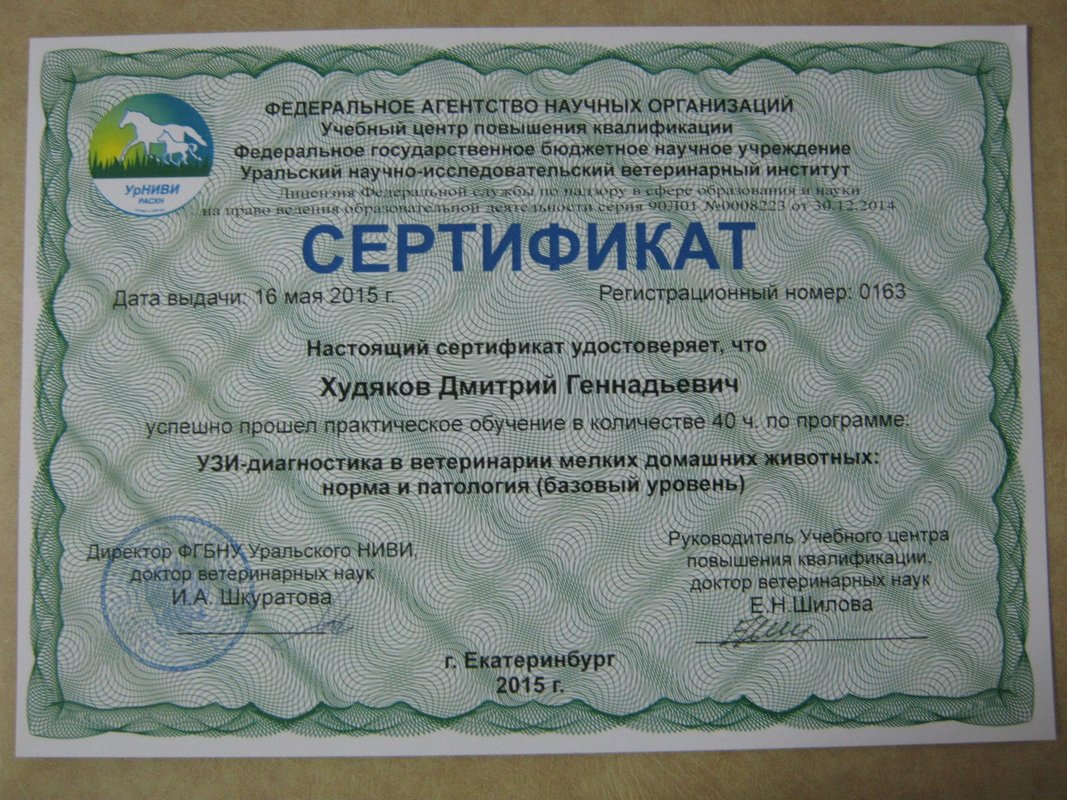 ФЕДЕРАЛЬНОЕ АГЕНТСТВО НАУЧНЫХ ОРГАНИЗАЦИЙ
Учебный центр повышения квалификации
Федеральное государственное бюджетное научное учреждение
Уральский научно-исследовательский ветеринарный институт
Лицензия Федеральной службы по надзору в сфере образования и науки
на право ведения образовательной деятельности серия 90Л01 №0008223 от 30.12.2014
УрНИВИ
РАСХН
СЕРТИФИКАТ
Дата выдачи: 16 мая 2015 г.
Регистрационный номер: 0163
Настоящий сертификат удостоверяет, что
Худяков Дмитрий Геннадьевич
успешно прошел практическое обучение в количестве 40 ч. по программе:
УЗИ-диагностика в ветеринарии мелких домашних животных:
норма и патология (базовый уровень)
Директор ФГБНУ Уральского НИВИ,
доктор ветеринарных наук
И.А. Шкуратова
Руководитель Учебного центра
повышения квалификации,
доктор ветеринарных наук
Е.Н.Шилова
г. Екатеринбург
2015 г.